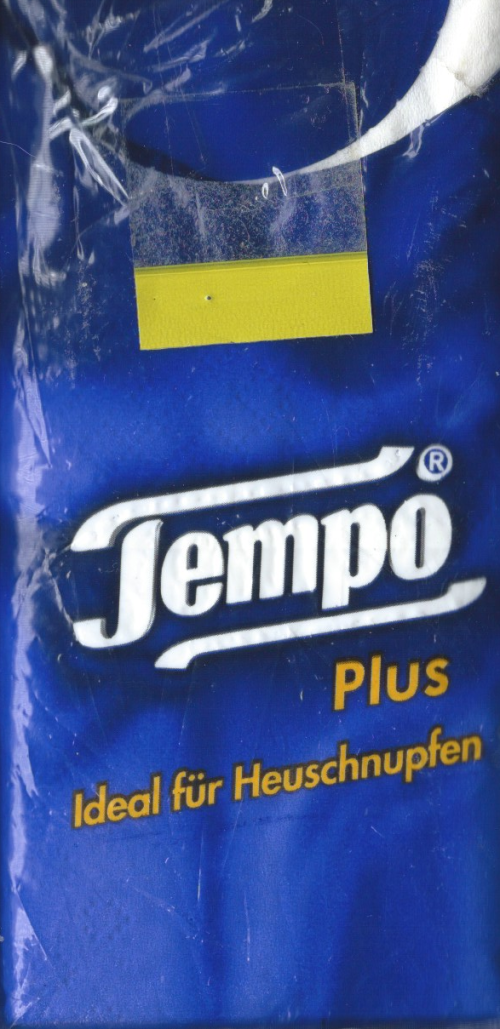 Tempo®
Plus
Ideal für Heuschnupfen